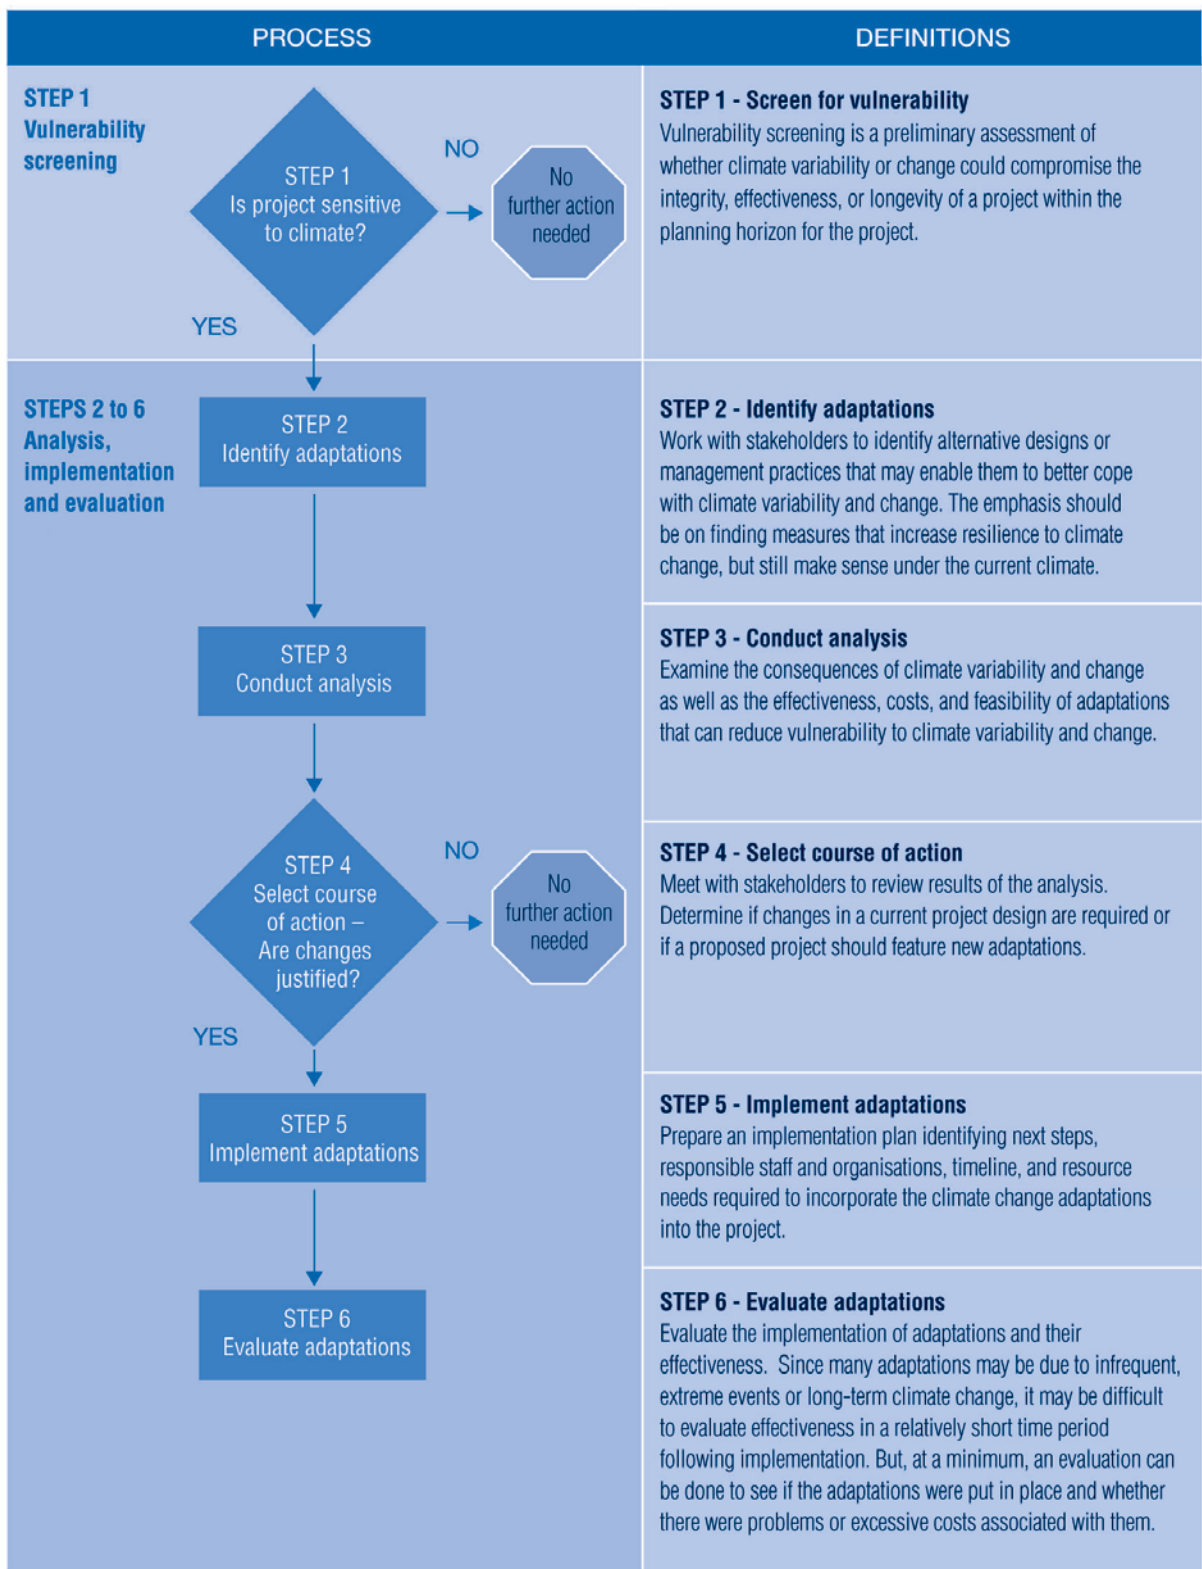 PROCESS
DEFINITIONS
STEP 1
Vulnerability
screening
STEP 1
Is project sensitive
to climate?
NO
No
further action
needed
YES
STEP 1 - Screen for vulnerability
Vulnerability screening is a preliminary assessment of
whether climate variability or change could compromise the
integrity, effectiveness, or longevity of a project within the
planning horizon for the project.
STEPS 2 to 6
Analysis,
implementation
and evaluation
STEP 2
Identify adaptations
STEP 2 - Identify adaptations
Work with stakeholders to identify alternative designs or
management practices that may enable them to better cope
with climate variability and change. The emphasis should
be on finding measures that increase resilience to climate
change, but still make sense under the current climate.
STEP 3
Conduct analysis
STEP 3 - Conduct analysis
Examine the consequences of climate variability and change
as well as the effectiveness, costs, and feasibility of adaptations
that can reduce vulnerability to climate variability and change.
STEP 4
Select course
of action –
Are changes
justified?
NO
No
further action
needed
YES
STEP 4 - Select course of action
Meet with stakeholders to review results of the analysis.
Determine if changes in a current project design are required or
if a proposed project should feature new adaptations.
STEP 5
Implement adaptations
STEP 5 - Implement adaptations
Prepare an implementation plan identifying next steps,
responsible staff and organisations, timeline, and resource
needs required to incorporate the climate change adaptations
into the project.
STEP 6
Evaluate adaptations
STEP 6 - Evaluate adaptations
Evaluate the implementation of adaptations and their
effectiveness.  Since many adaptations may be due to infrequent,
extreme events or long-term climate change, it may be difficult
to evaluate effectiveness in a relatively short time period
following implementation. But, at a minimum, an evaluation can
be done to see if the adaptations were put in place and whether
there were problems or excessive costs associated with them.